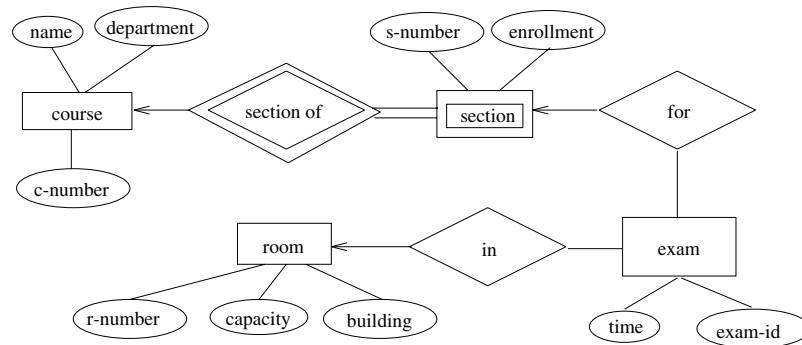 name
department
s-number
enrollment
course
section of
section
for
c-number
room
in
exam
r-number
capacity
building
time
exam-id